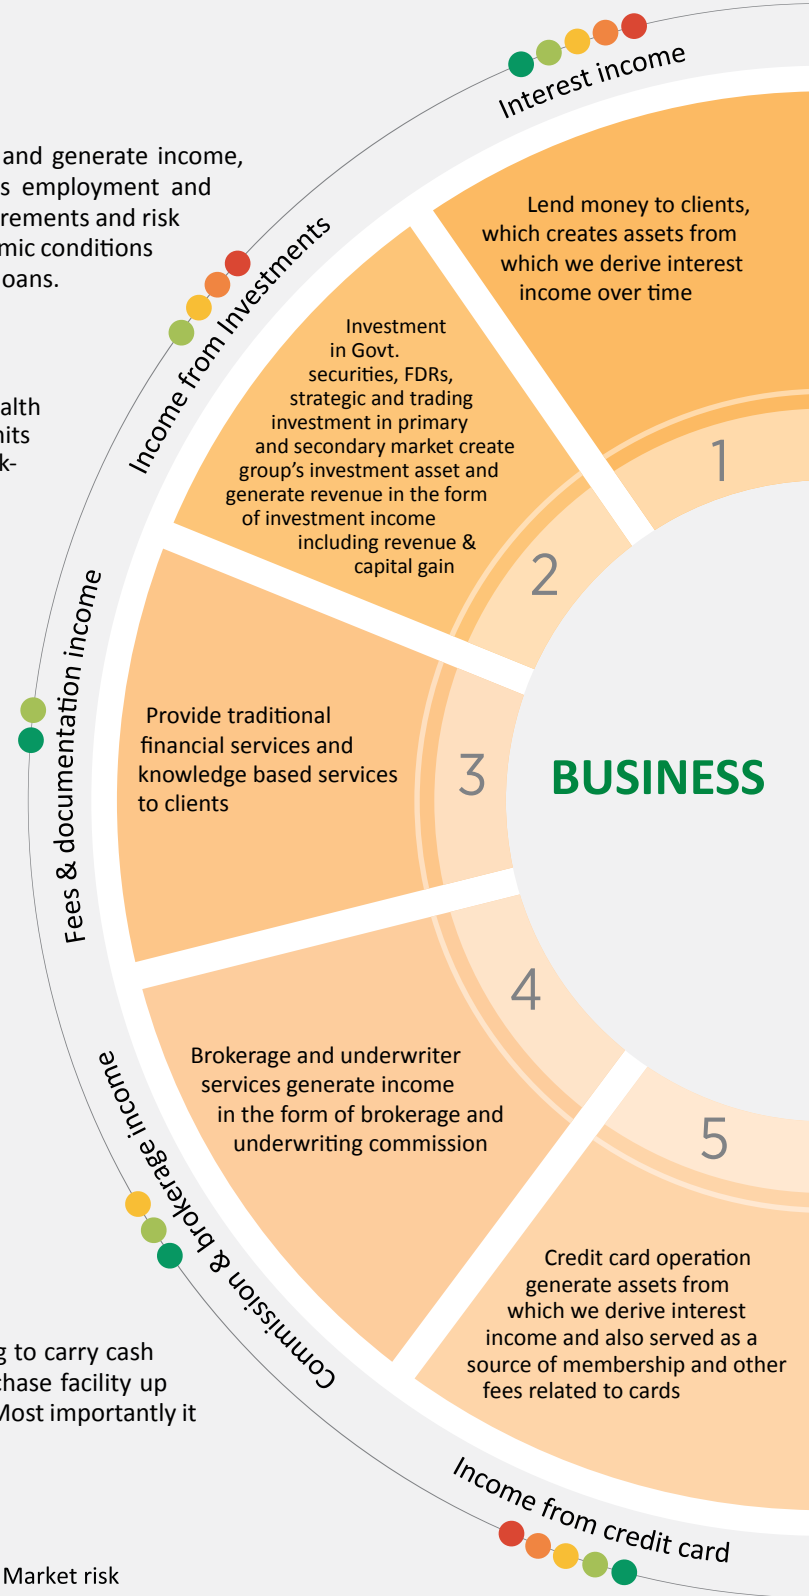 Interest income
and generate income,
s employment and
rements and risk
mic conditions
oans.
Lend money to clients,
which creates assets from
which we derive interest
income over time
1
Income from Investments
Investment
in Govt.
securities, FDRs,
strategic and trading
investment in primary
and secondary market create
group's investment asset and
generate revenue in the form
of investment income
including revenue &
capital gain
2
alth
nits
k-
Fees & documentation income
Provide traditional
financial services and
knowledge based services
to clients
3
BUSINESS
4
Commission & brokerage income
Brokerage and underwriter
services generate income
in the form of brokerage and
underwriting commission
5
Credit card operation
generate assets from
which we derive interest
income and also served as a
source of membership and other
fees related to cards
g to carry cash
chase facility up
Most importantly it
Income from credit card
Market risk